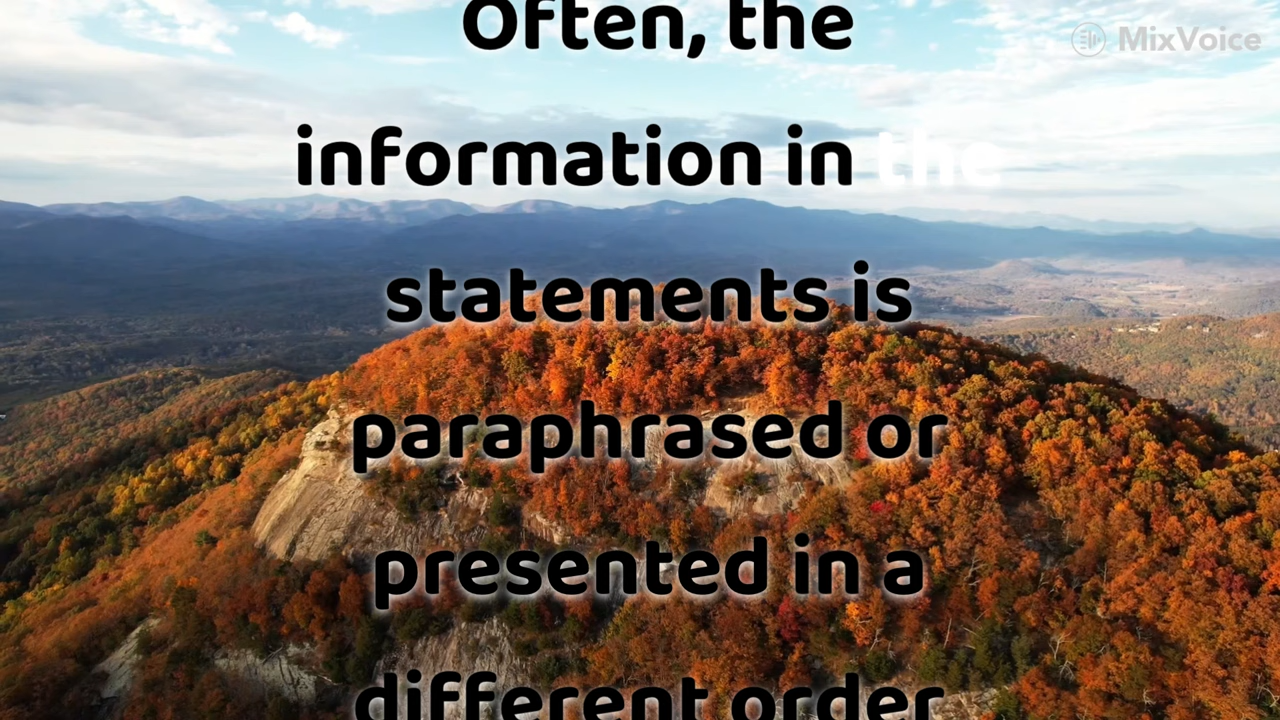 Often, the
MixVoice
information in the
statements is
paraphrased or
presented in a
different order